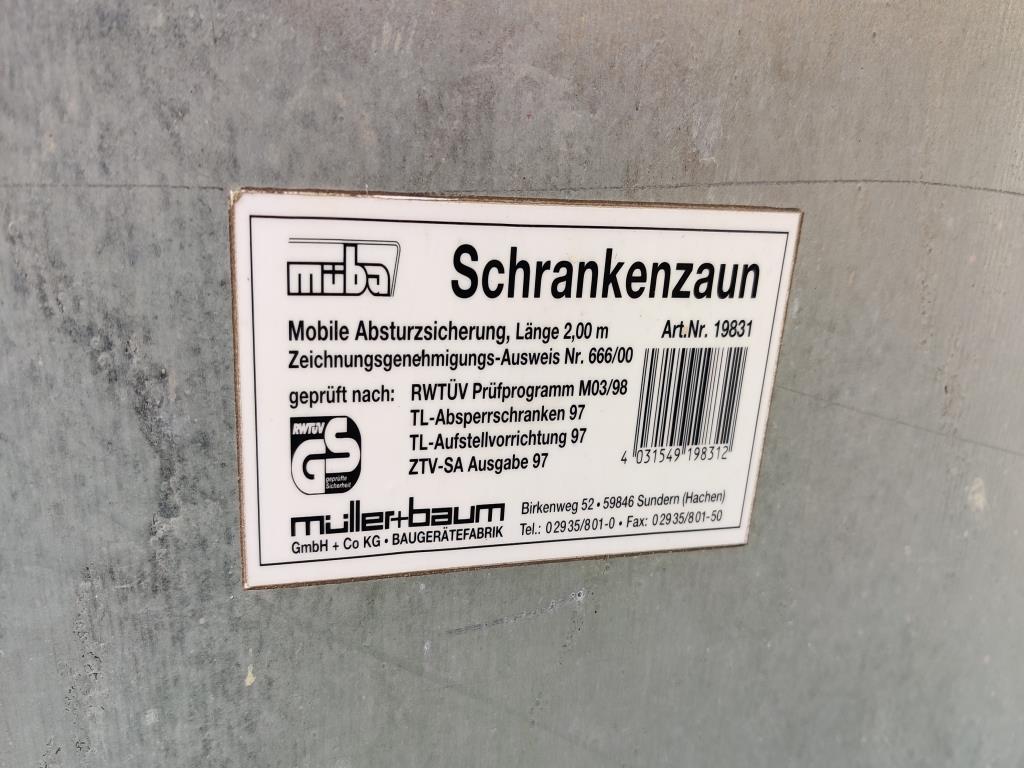 müba
Schrankenzaun
Mobile Absturzsicherung, Länge 2,00 m
Art.Nr. 19831
Zeichnungsgenehmigungs-Ausweis Nr. 666/00
geprüft nach: RWTÜV Prüfprogramm M03/98
TL-Absperrschranken 97
TL-Aufstellvorrichtung 97
ZTV-SA Ausgabe 97
RWTÜV
GS
geprüfte
Sicherheit
4 031549 198312
müller+baum
GmbH + Co KG • BAUGERÄTEFABRIK
Birkenweg 52 • 59846 Sundern (Hachen)
Tel.: 02935/801-0 • Fax: 02935/801-50